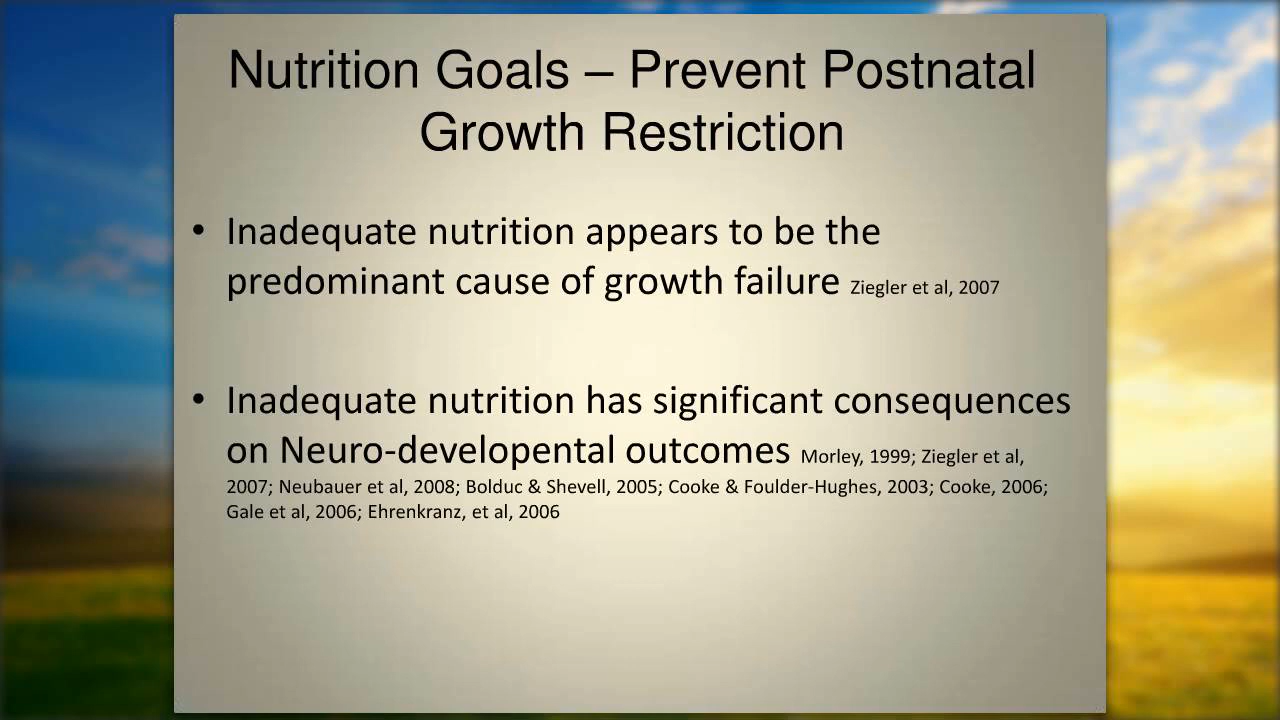 Nutrition Goals – Prevent Postnatal
Growth Restriction
• Inadequate nutrition appears to be the
predominant cause of growth failure Ziegler et al, 2007
• Inadequate nutrition has significant consequences
on Neuro-developental outcomes Morley, 1999; Ziegler et al,
2007; Neubauer et al, 2008; Bolduc & Shevell, 2005; Cooke & Foulder-Hughes, 2003; Cooke, 2006;
Gale et al, 2006; Ehrenkranz, et al, 2006